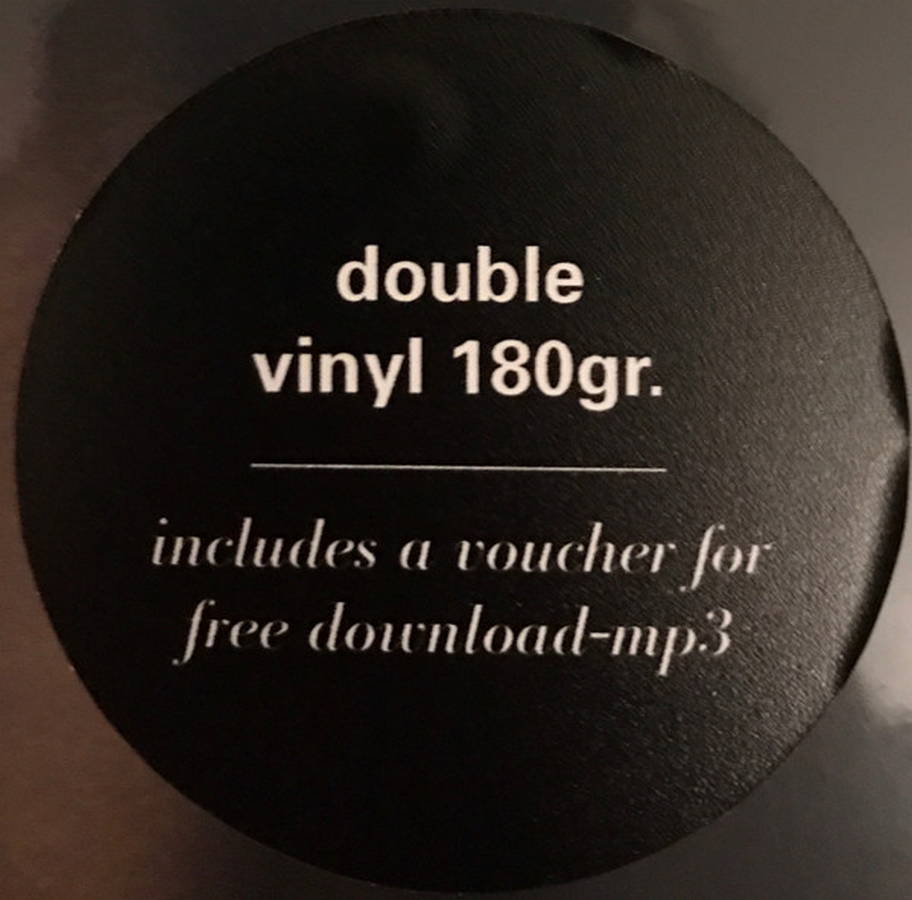 double
vinyl 180gr.
includes a voucher for
free download-mp3